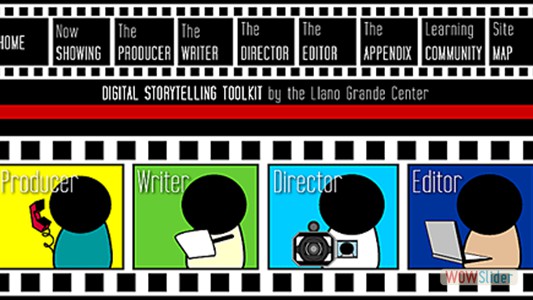 HOME
Now SHOWING
The PRODUCER
The WRITER
The DIRECTOR
The EDITOR
The APPENDIX
Learning COMMUNITY
Site MAP
DIGITAL STORYTELLING TOOLKIT by the Llano Grande Center
Producer
Writer
Director
Editor
WOWSlider